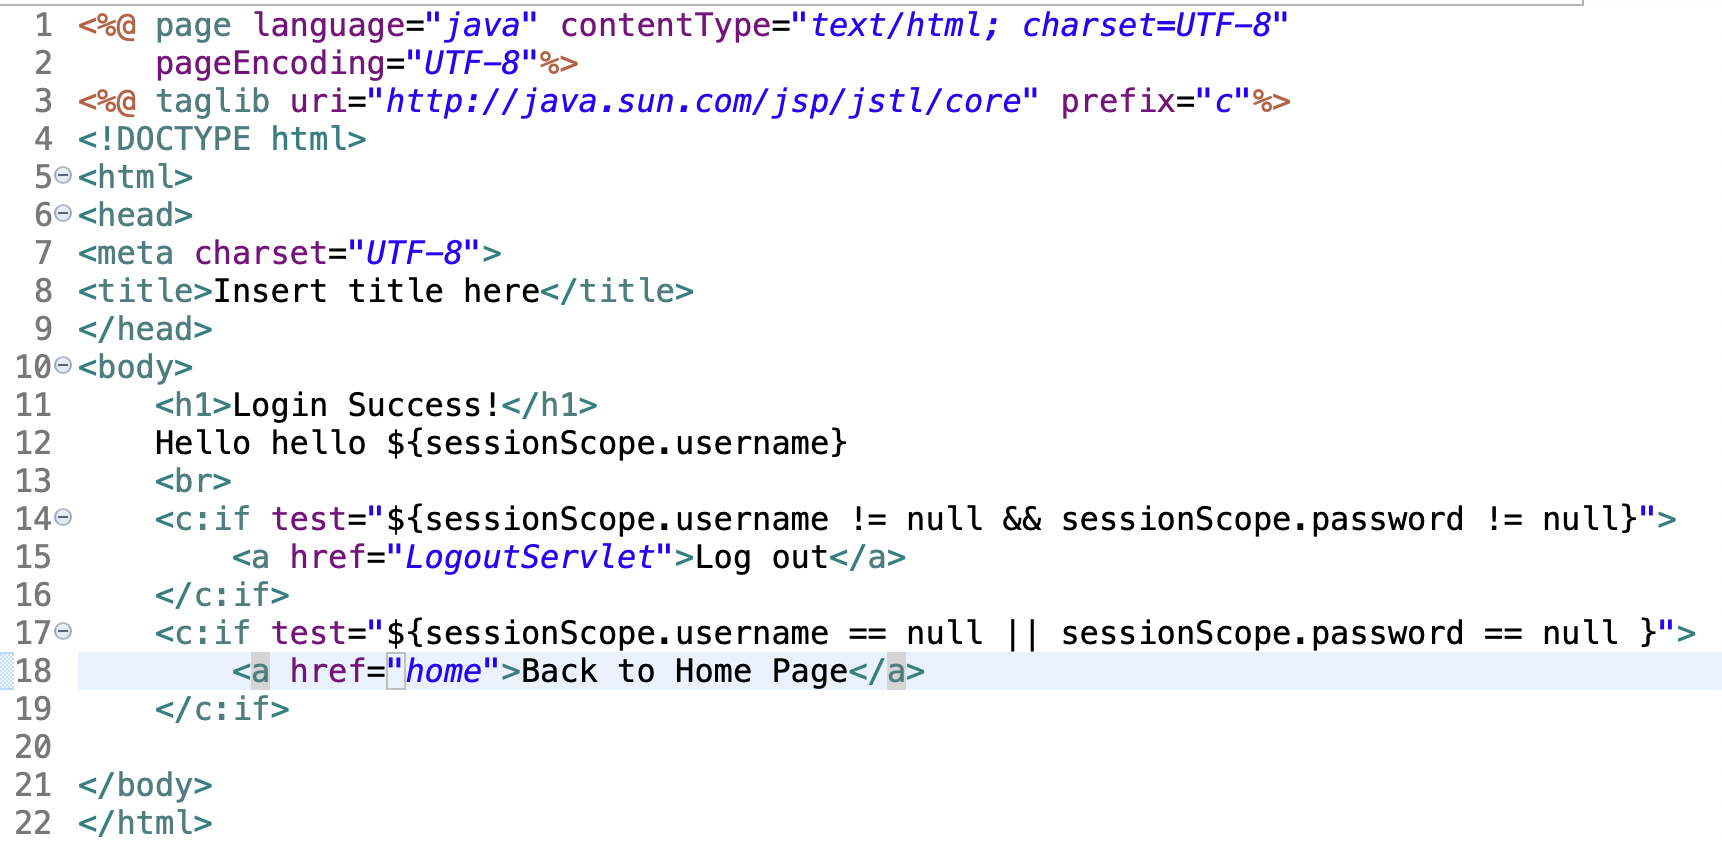 1 <%@ page language="java" contentType="text/html; charset=UTF-8"
2     pageEncoding="UTF-8"%>
3 <%@ taglib uri="http://java.sun.com/jsp/jstl/core" prefix="c"%>
4 <!DOCTYPE html>
5 <html>
6 <head>
7 <meta charset="UTF-8">
8 <title>Insert title here</title>
9 </head>
10 <body>
11     <h1>Login Success!</h1>
12     Hello hello ${sessionScope.username}
13     <br>
14     <c:if test="${sessionScope.username != null && sessionScope.password != null}">
15         <a href="LogoutServlet">Log out</a>
16     </c:if>
17     <c:if test="${sessionScope.username == null || sessionScope.password == null }">
18         <a href="home">Back to Home Page</a>
19     </c:if>
20
21 </body>
22 </html>